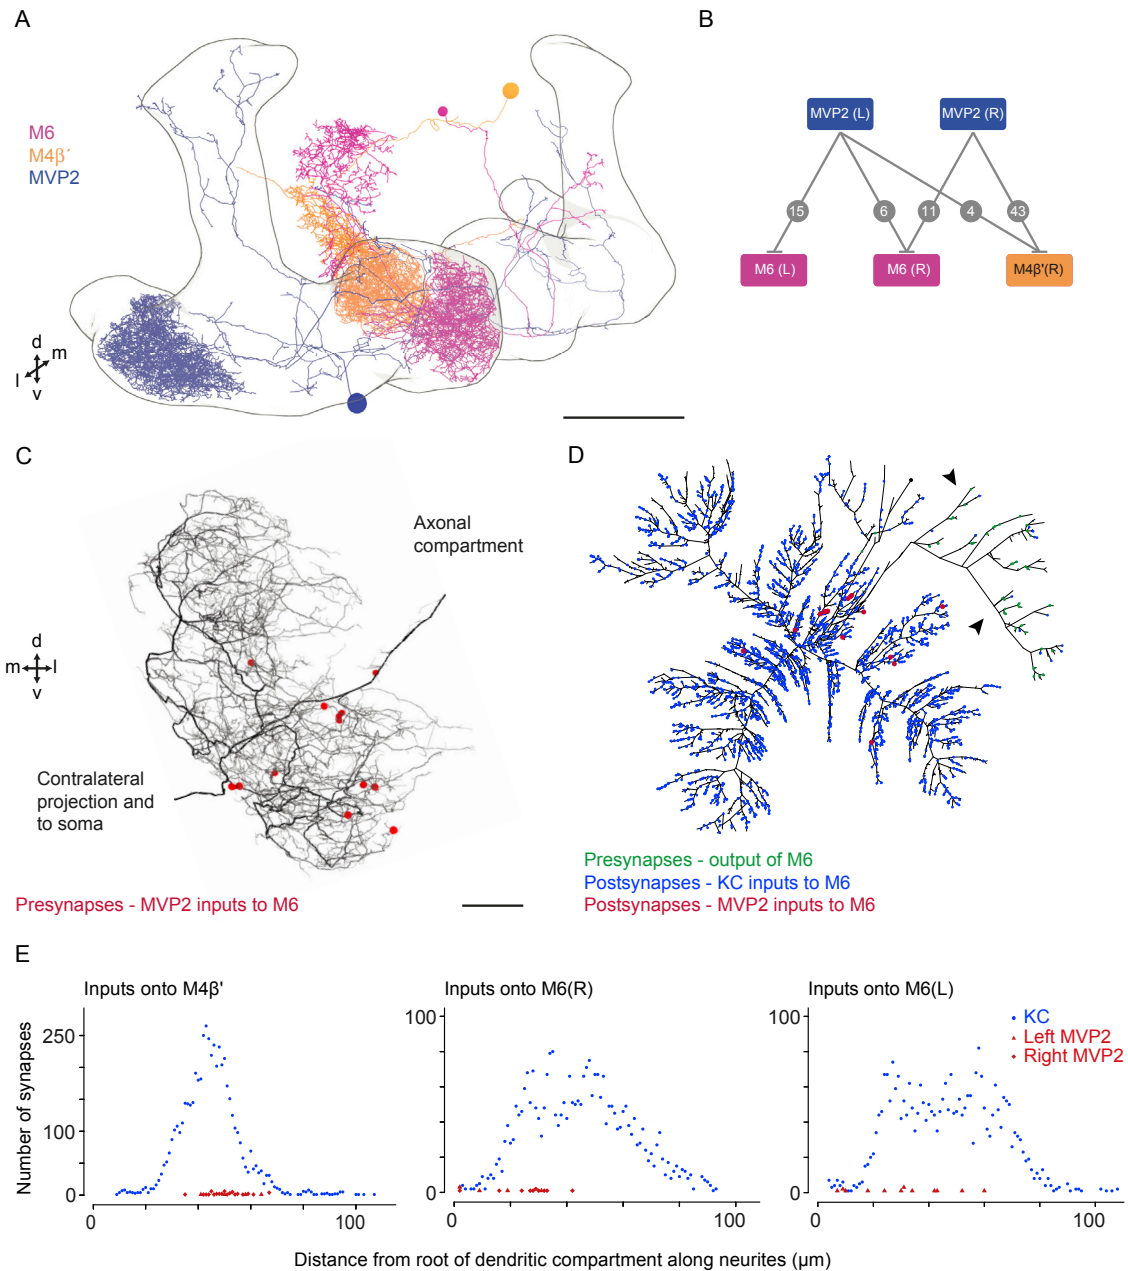 A
M6
M4β´
MVP2
d
m
l
v
B
MVP2 (L)
MVP2 (R)
15
6
11
4
43
M6 (L)
M6 (R)
M4β'(R)
C
Axonal
compartment
d
m
l
v
Contralateral
projection and
to soma
Presynapses - MVP2 inputs to M6
D
Presynapses - output of M6
Postsynapses - KC inputs to M6
Postsynapses - MVP2 inputs to M6
E
Inputs onto M4β'
Inputs onto M6(R)
Inputs onto M6(L)
KC
Left MVP2
Right MVP2
Number of synapses
250
100
0
0
100
100
0
0
100
100
0
0
100
Distance from root of dendritic compartment along neurites (µm)